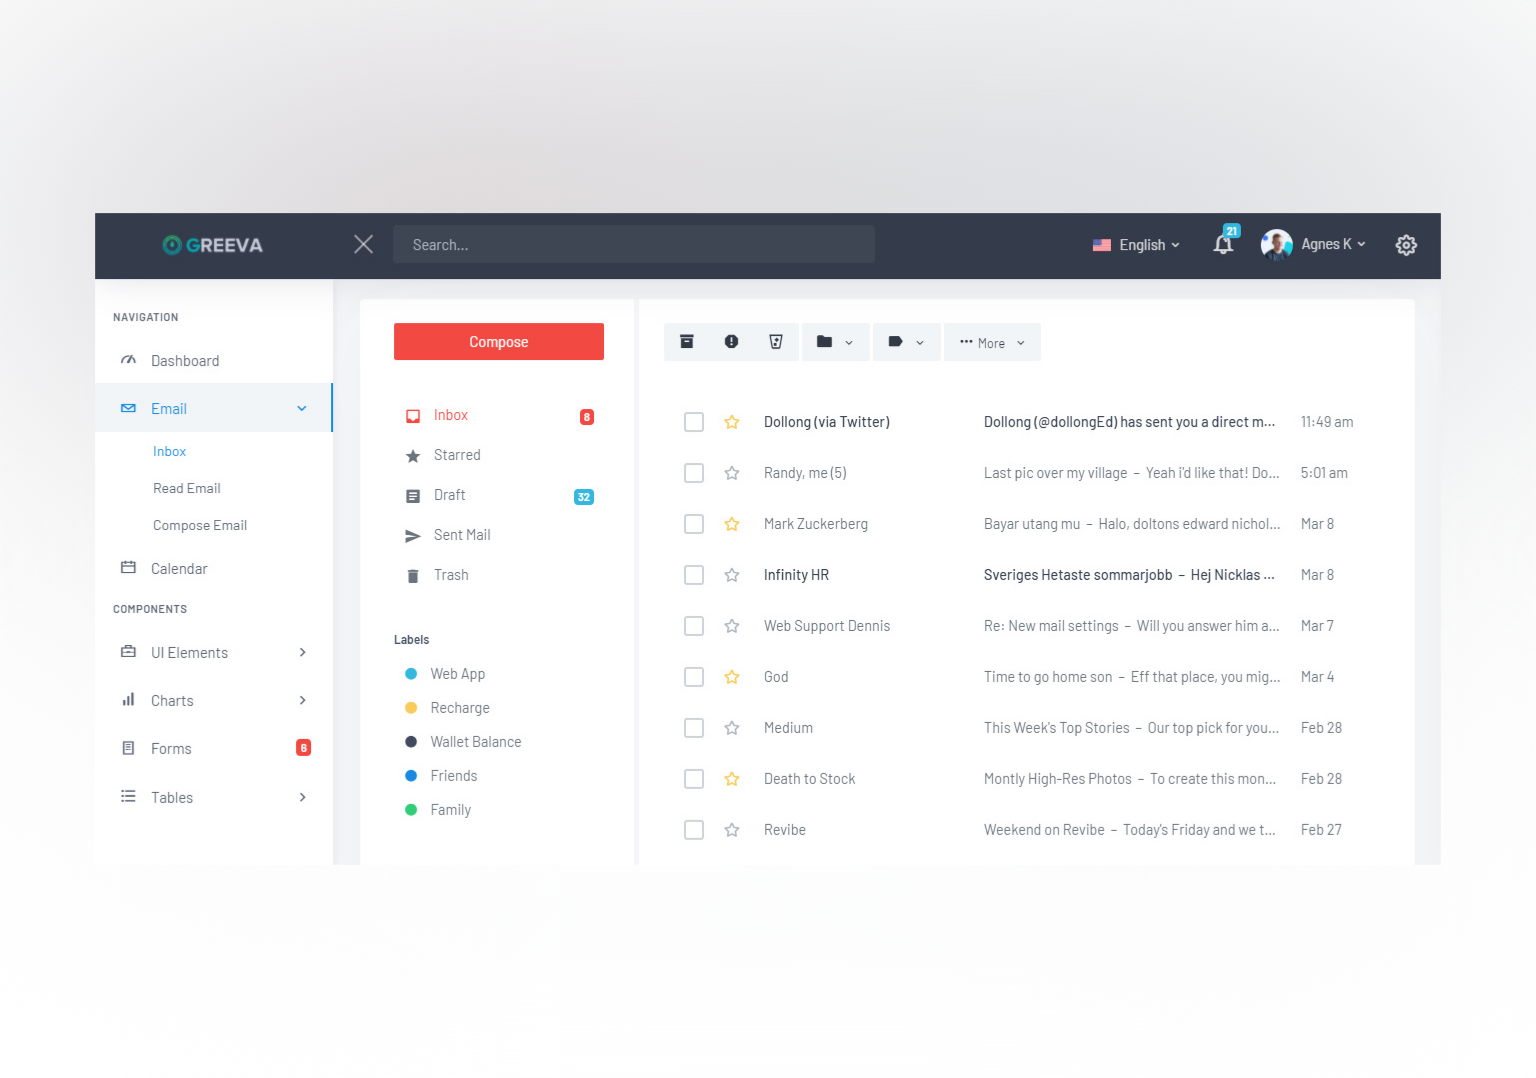 GREEVA
Search...
English
21
Agnes K
NAVIGATION
Dashboard
Email
Inbox
Read Email
Compose Email
Calendar
COMPONENTS
UI Elements
Charts
Forms 6
Tables
Compose
Inbox 8
Starred
Draft 32
Sent Mail
Trash
Labels
Web App
Recharge
Wallet Balance
Friends
Family
More
Dollong (via Twitter) Dollong (@dollongEd) has sent you a direct m... 11:49 am
Randy, me (5) Last pic over my village – Yeah i'd like that! Do... 5:01 am
Mark Zuckerberg Bayar utang mu – Halo, doltons edward nichol... Mar 8
Infinity HR Sveriges Hetaste sommarjobb – Hej Nicklas ... Mar 8
Web Support Dennis Re: New mail settings – Will you answer him a... Mar 7
God Time to go home son – Eff that place, you mig... Mar 4
Medium This Week's Top Stories – Our top pick for you... Feb 28
Death to Stock Montly High-Res Photos – To create this mon... Feb 28
Revibe Weekend on Revibe – Today's Friday and we t... Feb 27